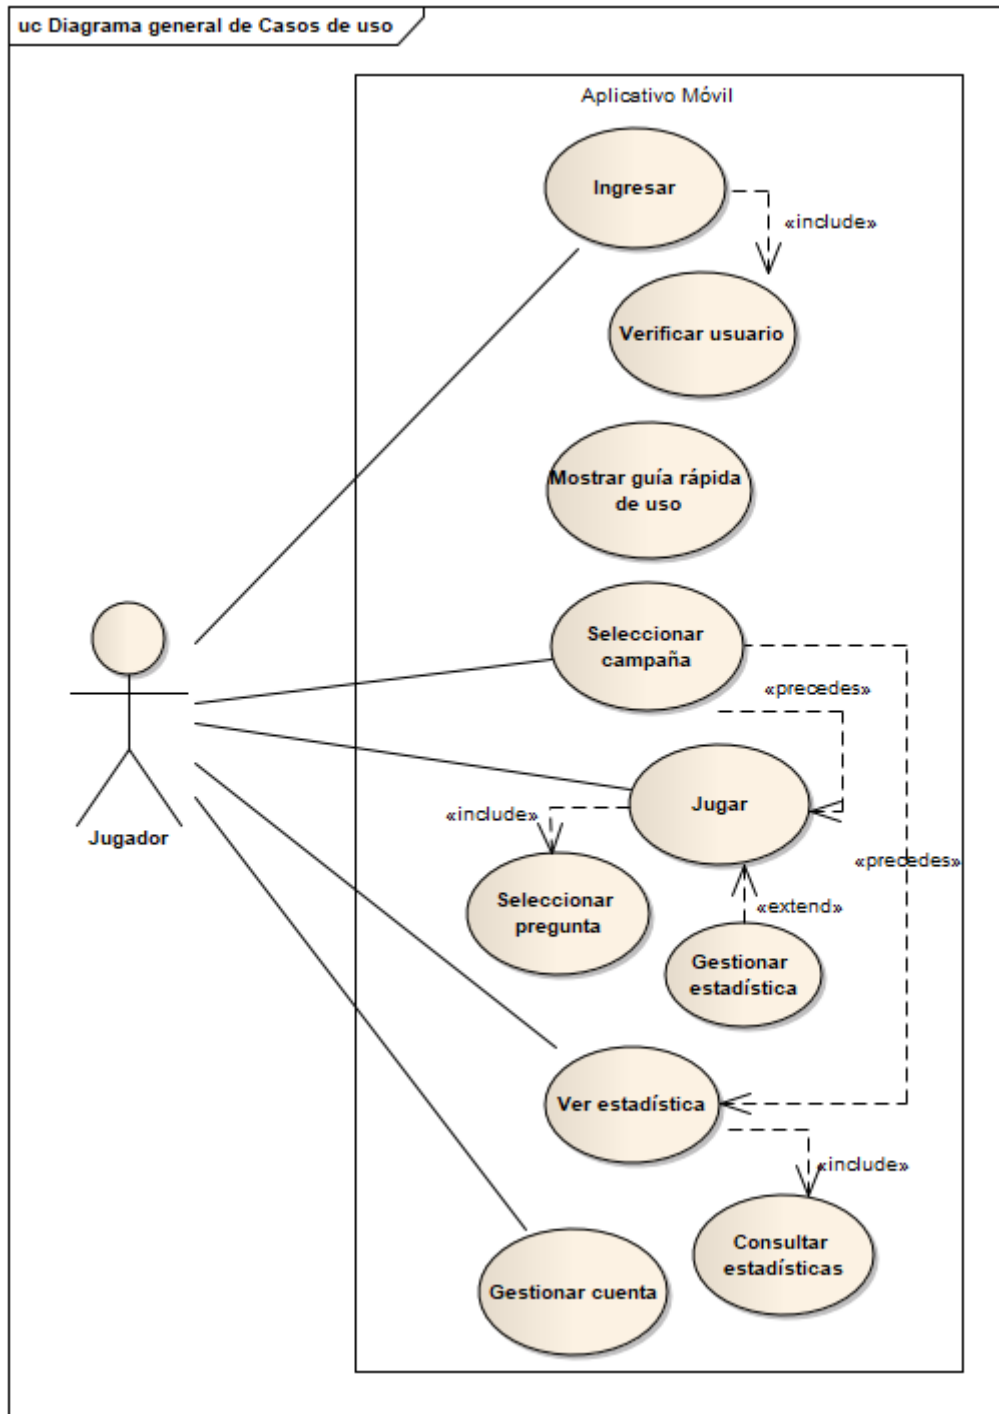 uc Diagrama general de Casos de uso
Aplicativo Móvil
Ingresar
«include»
Verificar usuario
Mostrar guía rápida
de uso
Seleccionar
campaña
«precedes»
Jugar
«include»
«precedes»
Jugador
Seleccionar
pregunta
«extend»
Gestionar
estadística
Ver estadística
«include»
Consultar
estadísticas
Gestionar cuenta